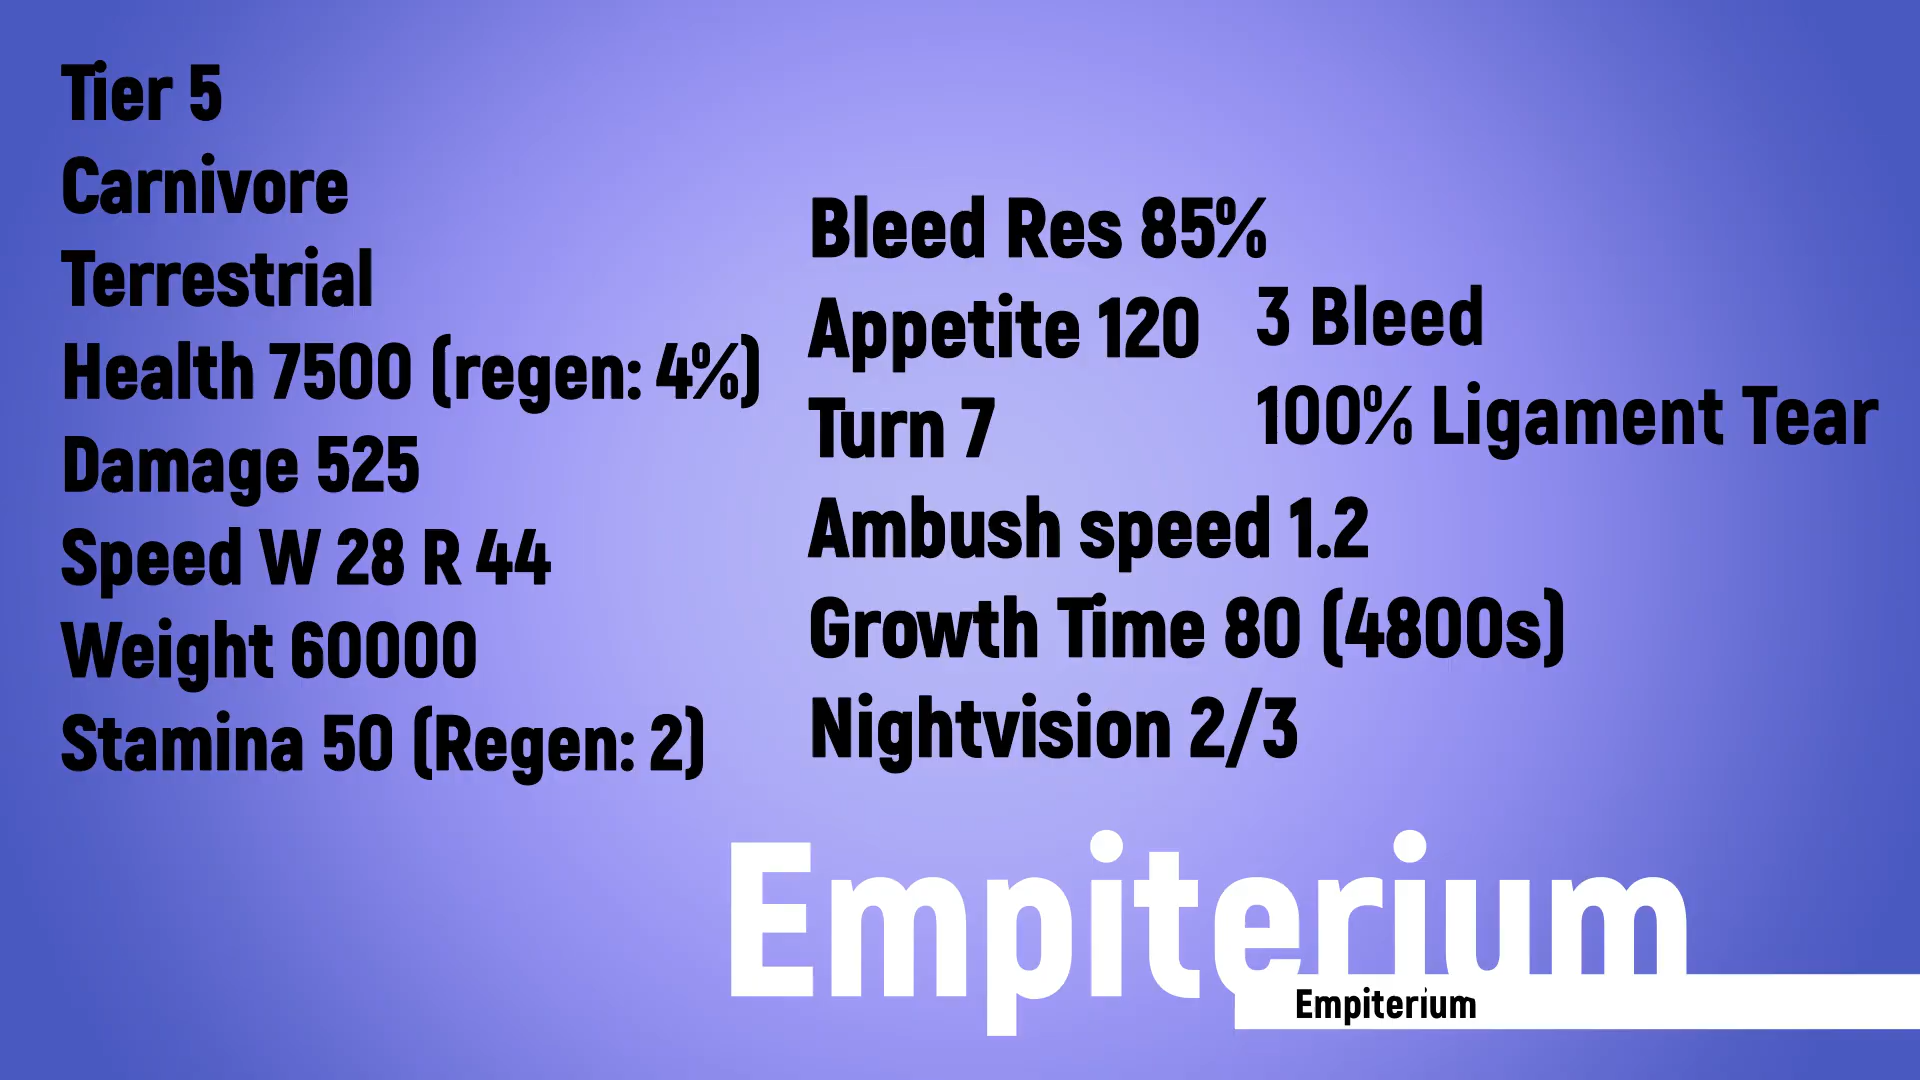 Tier 5
Carnivore
Terrestrial
Health 7500 (regen: 4%)
Damage 525
Speed W 28 R 44
Weight 60000
Stamina 50 (Regen: 2)
Bleed Res 85%
Appetite 120
Turn 7
Ambush speed 1.2
Growth Time 80 (4800s)
Nightvision 2/3
3 Bleed
100% Ligament Tear
Empiterium
Empiterium